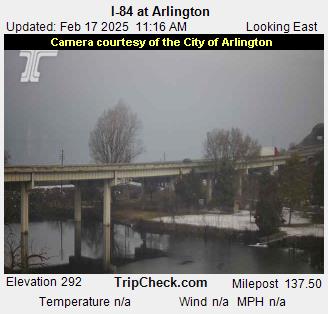 I-84 at Arlington
Updated: Feb 17 2025 11:16 AM Looking East
Camera courtesy of the City of Arlington
Elevation 292 TripCheck.com Milepost 137.50
Temperature n/a Wind n/a MPH n/a